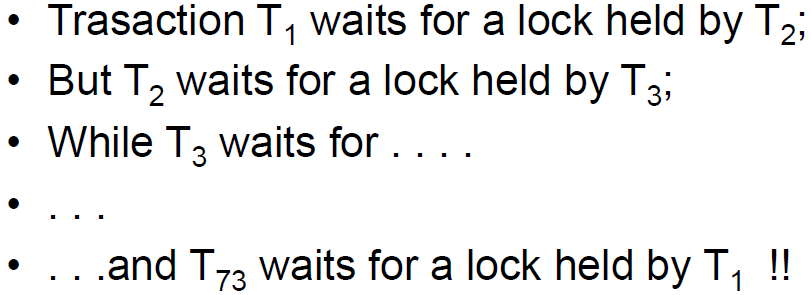 • Trasaction T₁ waits for a lock held by T₂;
• But T₂ waits for a lock held by T₃;
• While T₃ waits for . . . .
• . . .
• . . .and T₇₃ waits for a lock held by T₁ !!